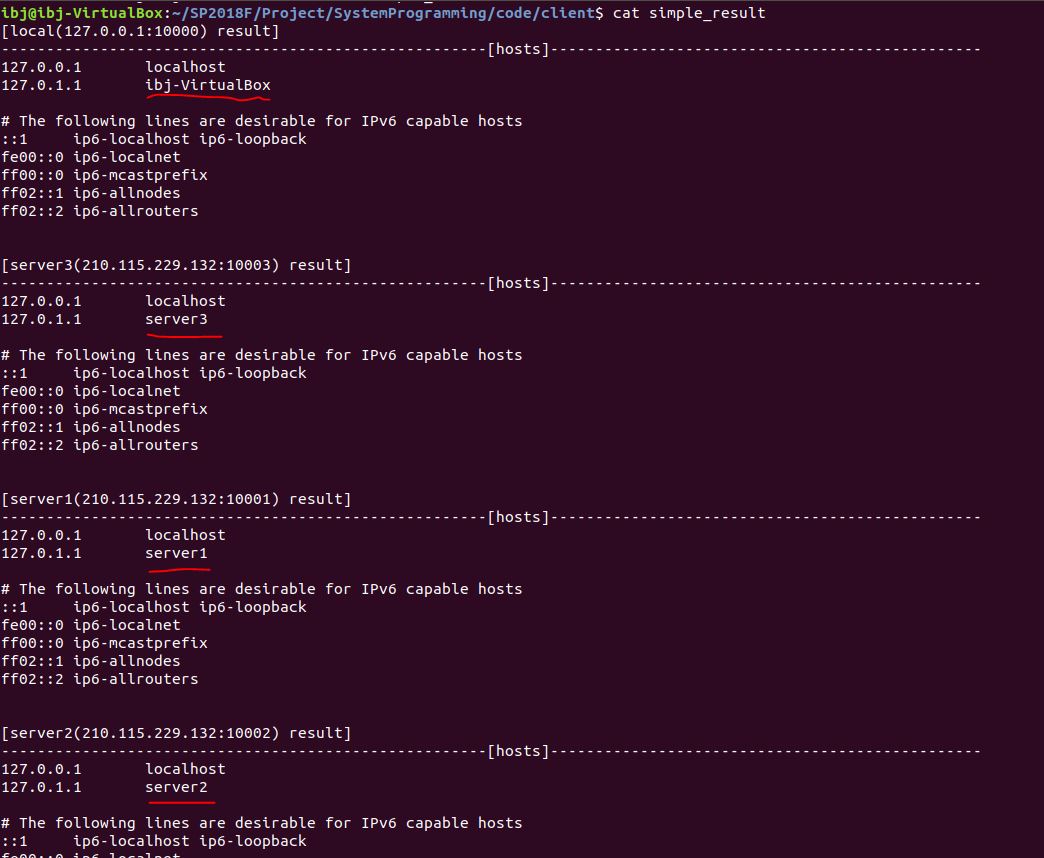 ibj@ibj-VirtualBox:~/SP2018F/Project/SystemProgramming/code/client$ cat simple_result
[local(127.0.0.1:10000) result]
------------------------------------------------------[hosts]------------------------------------------------
127.0.0.1       localhost
127.0.1.1       ibj-VirtualBox

# The following lines are desirable for IPv6 capable hosts
::1     ip6-localhost ip6-loopback
fe00::0 ip6-localnet
ff00::0 ip6-mcastprefix
ff02::1 ip6-allnodes
ff02::2 ip6-allrouters


[server3(210.115.229.132:10003) result]
------------------------------------------------------[hosts]------------------------------------------------
127.0.0.1       localhost
127.0.1.1       server3

# The following lines are desirable for IPv6 capable hosts
::1     ip6-localhost ip6-loopback
fe00::0 ip6-localnet
ff00::0 ip6-mcastprefix
ff02::1 ip6-allnodes
ff02::2 ip6-allrouters


[server1(210.115.229.132:10001) result]
------------------------------------------------------[hosts]------------------------------------------------
127.0.0.1       localhost
127.0.1.1       server1

# The following lines are desirable for IPv6 capable hosts
::1     ip6-localhost ip6-loopback
fe00::0 ip6-localnet
ff00::0 ip6-mcastprefix
ff02::1 ip6-allnodes
ff02::2 ip6-allrouters


[server2(210.115.229.132:10002) result]
------------------------------------------------------[hosts]------------------------------------------------
127.0.0.1       localhost
127.0.1.1       server2

# The following lines are desirable for IPv6 capable hosts
::1     ip6-localhost ip6-loopback
fe00::0 ip6-localnet